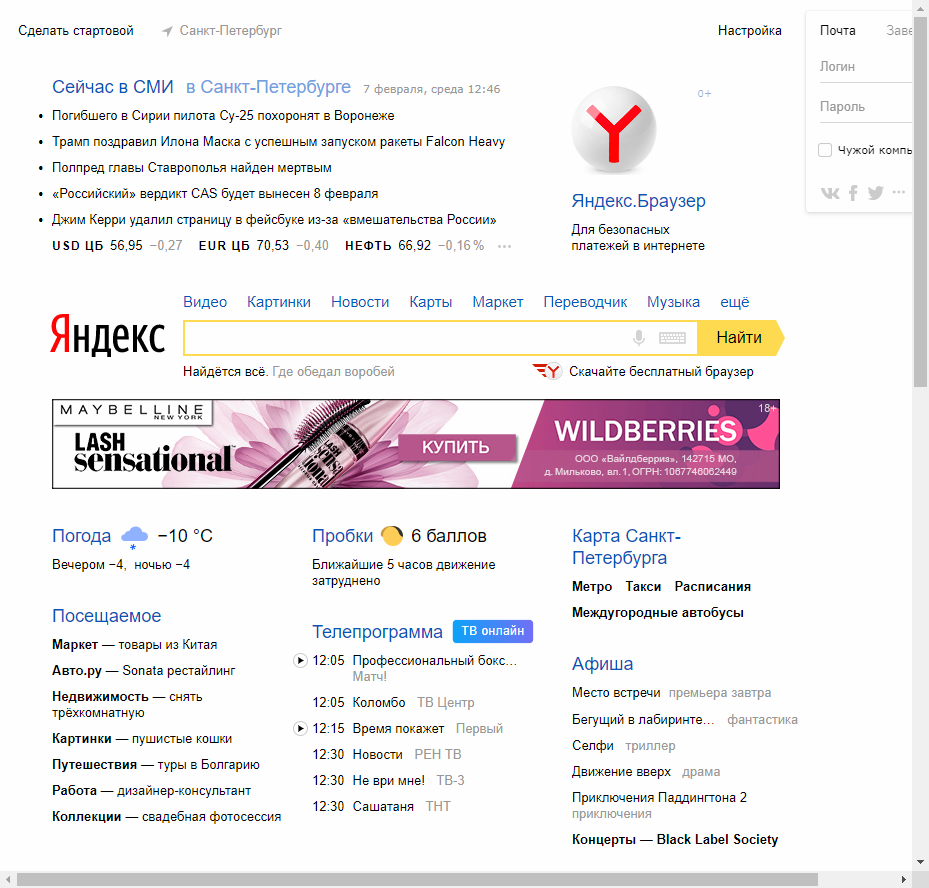 Сделать стартовой Санкт-Петербург Настройка Почта Заве
Логин
Пароль
Чужой компь
Сейчас в СМИ в Санкт-Петербурге 7 февраля, среда 12:46
Погибшего в Сирии пилота Су-25 похоронят в Воронеже
Трамп поздравил Илона Маска с успешным запуском ракеты Falcon Heavy
Полпред главы Ставрополья найден мертвым
«Российский» вердикт CAS будет вынесен 8 февраля
Джим Керри удалил страницу в фейсбуке из-за «вмешательства России»
USD ЦБ 56,95 −0,27 EUR ЦБ 70,53 −0,40 НЕФТЬ 66,92 −0,16 % ···
0+
Яндекс.Браузер
Для безопасных
платежей в интернете
Видео Картинки Новости Карты Маркет Переводчик Музыка ещё
Яндекс
Найти
Найдётся всё. Где обедал воробей
Скачайте бесплатный браузер
MAYBELLINE
NEW YORK
LASH
sensational
КУПИТЬ
WILDBERRIES
18+
ООО «Вайлдберриз», 142715 МО,
д. Мильково, вл.1, ОГРН: 1067746062449
Погода −10 °C
Вечером −4, ночью −4
Посещаемое
Маркет — товары из Китая
Авто.ру — Sonata рестайлинг
Недвижимость — снять
трёхкомнатную
Картинки — пушистые кошки
Путешествия — туры в Болгарию
Работа — дизайнер-консультант
Коллекции — свадебная фотосессия
Пробки 6 баллов
Ближайшие 5 часов движение
затруднено
Телепрограмма ТВ онлайн
12:05 Профессиональный бокс…
Матч!
12:05 Коломбо ТВ Центр
12:15 Время покажет Первый
12:30 Новости РЕН ТВ
12:30 Не ври мне! ТВ-3
12:30 Сашатаня ТНТ
Карта Санкт-
Петербурга
Метро Такси Расписания
Междугородные автобусы
Афиша
Место встречи премьера завтра
Бегущий в лабиринте… фантастика
Селфи триллер
Движение вверх драма
Приключения Паддингтона 2
приключения
Концерты — Black Label Society